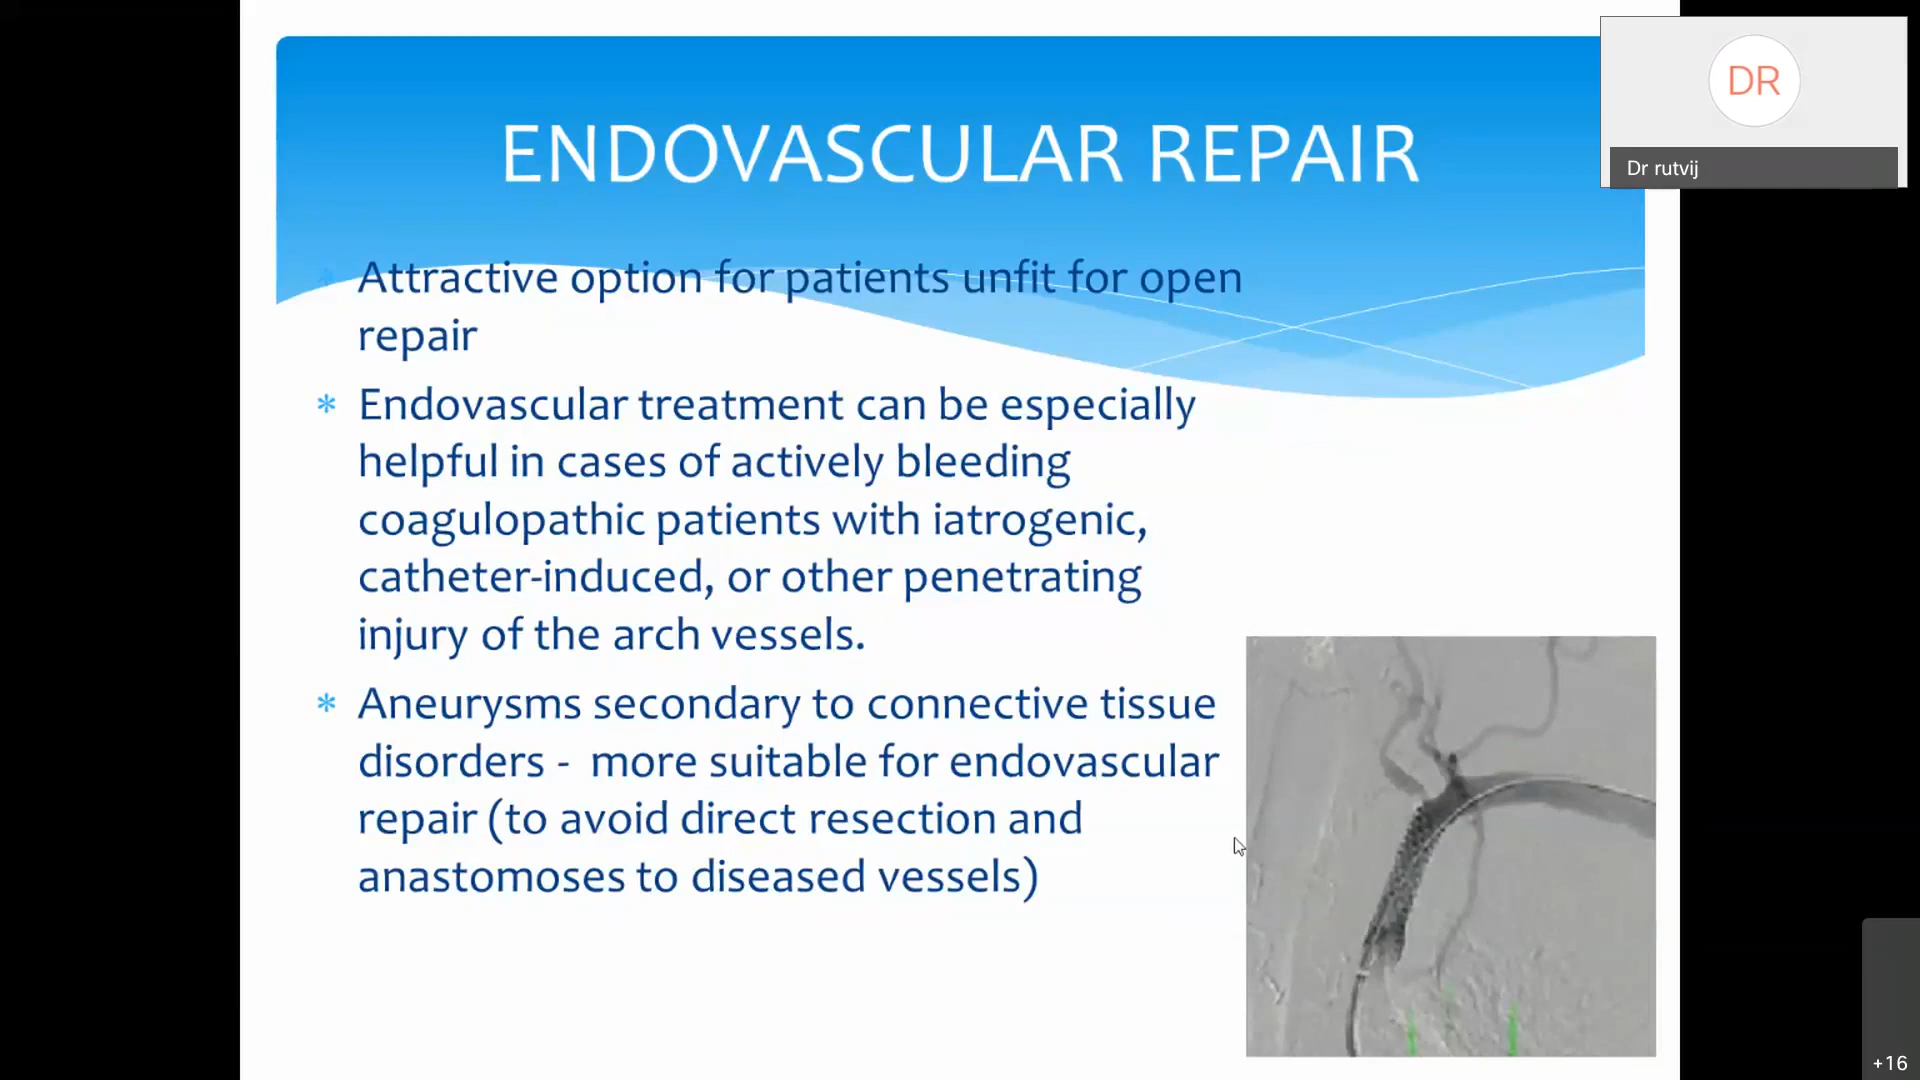 ENDOVASCULAR REPAIR
DR
Dr rutvij
* Attractive option for patients unfit for open
repair
* Endovascular treatment can be especially
helpful in cases of actively bleeding
coagulopathic patients with iatrogenic,
catheter-induced, or other penetrating
injury of the arch vessels.
* Aneurysms secondary to connective tissue
disorders - more suitable for endovascular
repair (to avoid direct resection and
anastomoses to diseased vessels)
+16